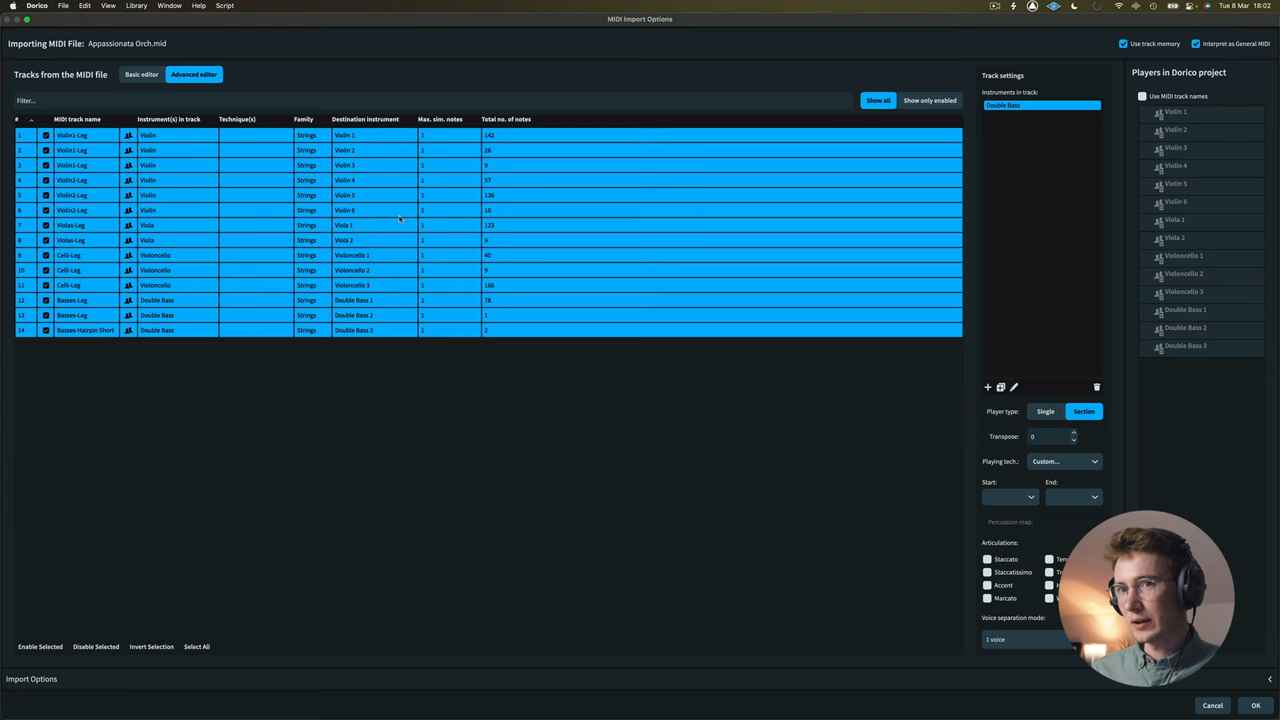 Dorico File Edit View Library Window Help Script
Tue 8 Mar 18:02
MIDI Import Options
Importing MIDI File: Appassionata Orch.mid
Use track memory Interpret as General MIDI
Tracks from the MIDI file Basic editor Advanced editor
Filter... Show all Show only enabled
# MIDI track name Instrument(s) in track Technique(s) Family Destination instrument Max. sim. notes Total no. of notes
1 Violin1-Leg Violin Strings Violin 1 1 142
2 Violin1-Leg Violin Strings Violin 2 1 26
3 Violin1-Leg Violin Strings Violin 3 1 9
4 Violin2-Leg Violin Strings Violin 4 1 57
5 Violin2-Leg Violin Strings Violin 5 1 136
6 Violin2-Leg Violin Strings Violin 6 1 10
7 Violas-Leg Viola Strings Viola 1 1 123
8 Violas-Leg Viola Strings Viola 2 1 9
9 Celli-Leg Violoncello Strings Violoncello 1 1 40
10 Celli-Leg Violoncello Strings Violoncello 2 1 9
11 Celli-Leg Violoncello Strings Violoncello 3 1 166
12 Basses-Leg Double Bass Strings Double Bass 1 1 78
13 Basses-Leg Double Bass Strings Double Bass 2 1 1
14 Basses-Hairpin Short Double Bass Strings Double Bass 3 1 2
Enable Selected Disable Selected Invert Selection Select All
Track settings
Instruments in track:
Double Bass
Player type: Single Section
Transpose: 0
Playing tech.: Custom...
Start: End:
Percussion map:
Articulations:
Staccato
Staccatissimo
Accent
Marcato
Voice separation mode:
1 voice
Players in Dorico project
Use MIDI track names
Violin 1
Violin 2
Violin 3
Violin 4
Violin 5
Violin 6
Viola 1
Viola 2
Violoncello 1
Violoncello 2
Violoncello 3
Double Bass 1
Double Bass 2
Double Bass 3
Import Options
Cancel OK